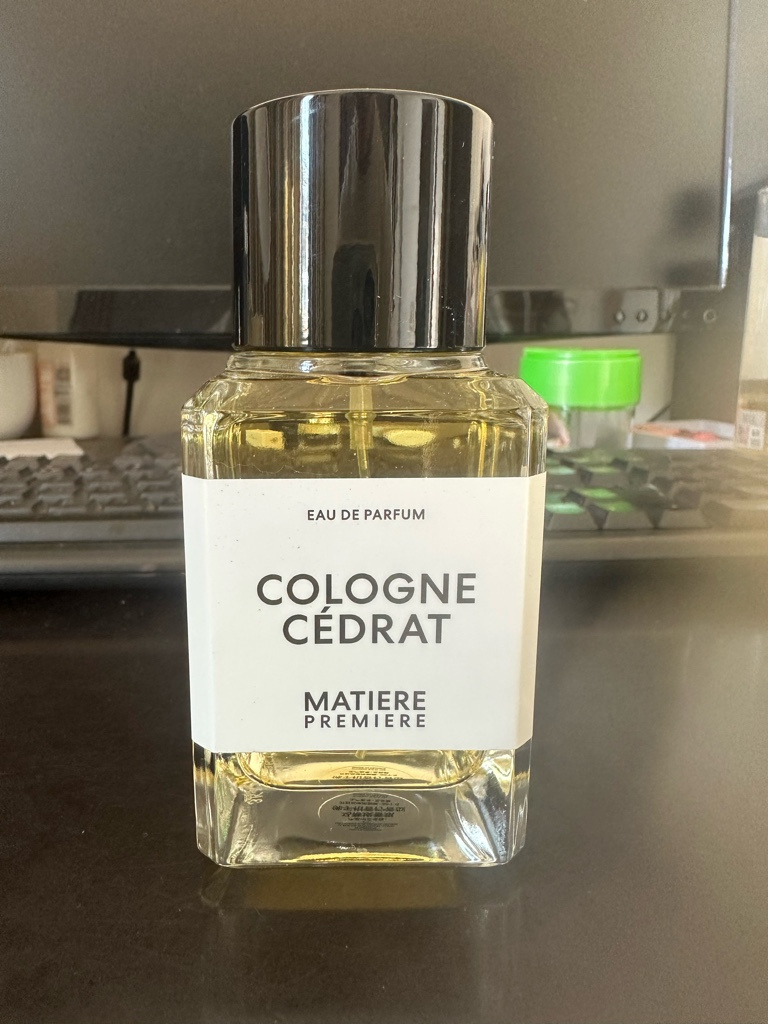 EAU DE PARFUM
COLOGNE
CÉDRAT
MATIERE
PREMIERE